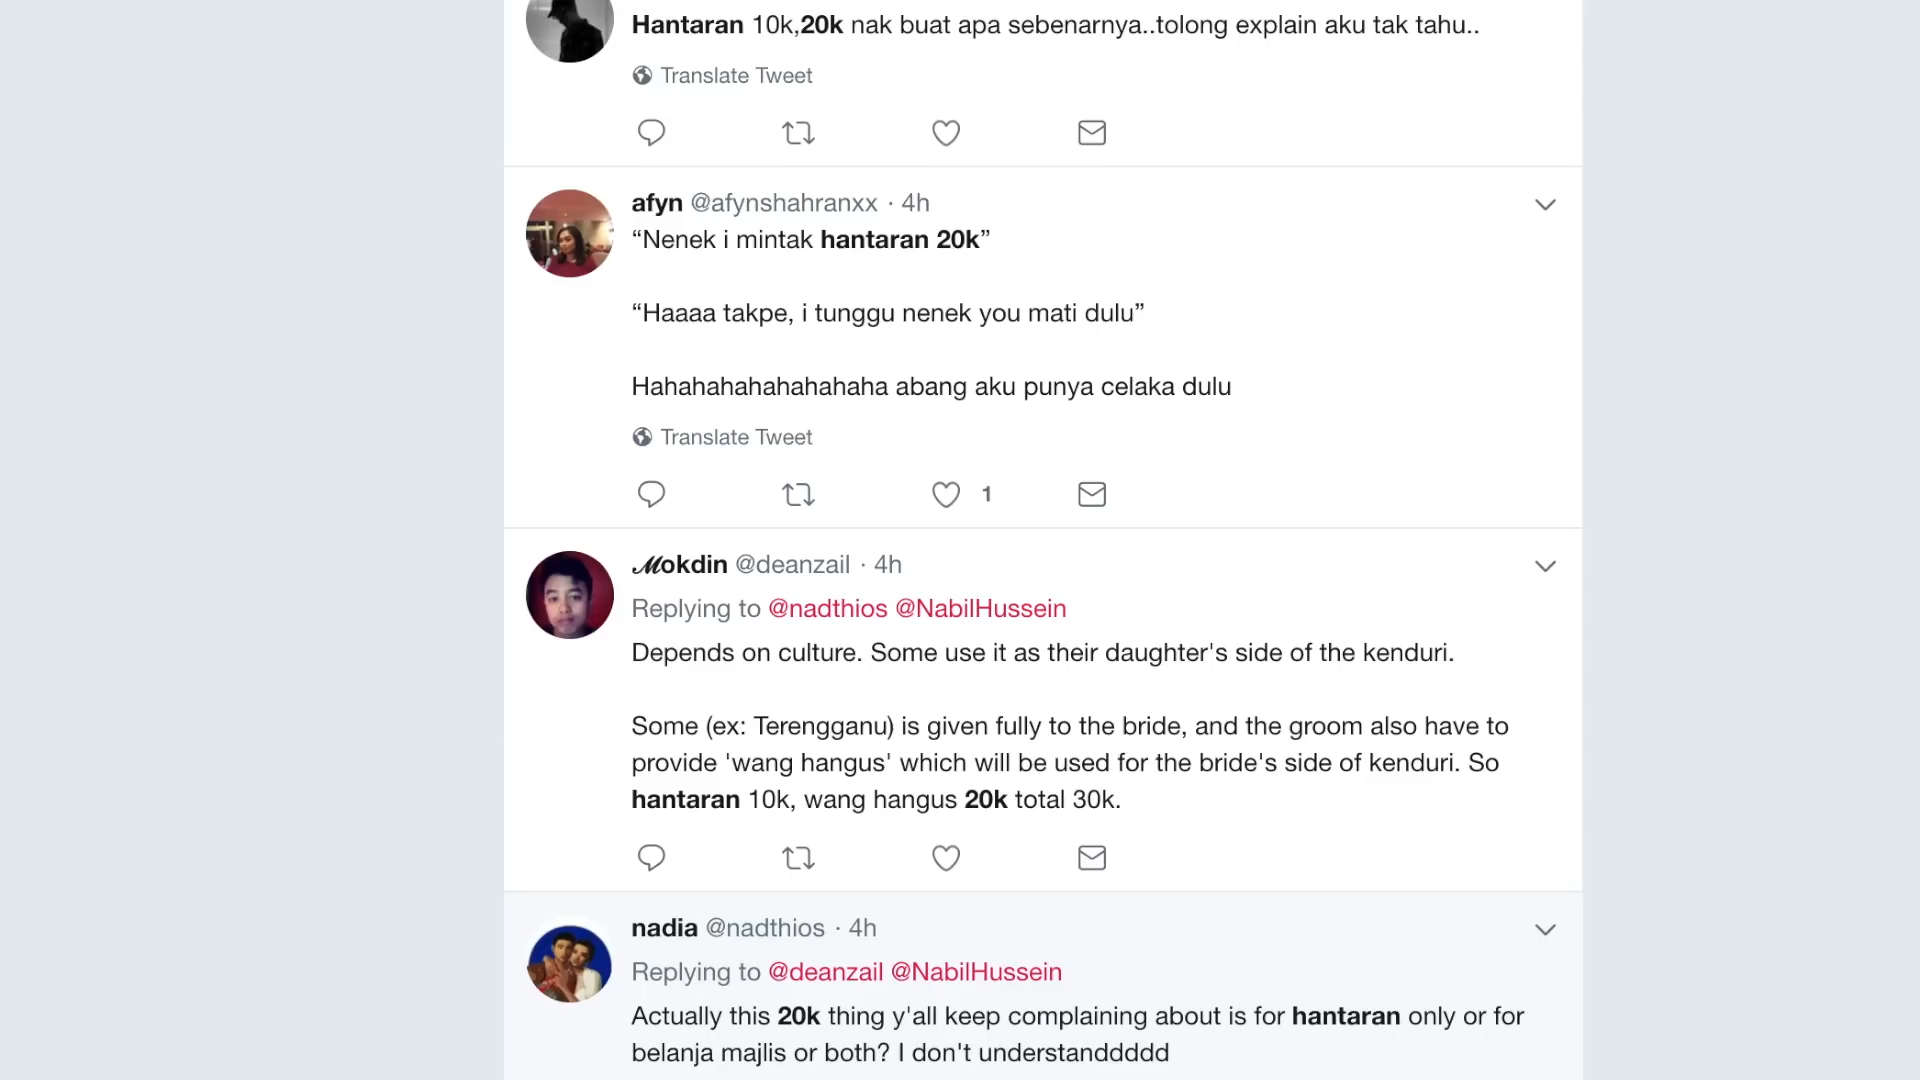 Hantaran 10k,20k nak buat apa sebenarnya..tolong explain aku tak tahu..
Translate Tweet
afyn @afynshahranxx · 4h
“Nenek i mintak hantaran 20k”
“Haaaa takpe, i tunggu nenek you mati dulu”
Hahahahahahahahaha abang aku punya celaka dulu
Translate Tweet
1
ℳokdin @deanzail · 4h
Replying to @nadthios @NabilHussein
Depends on culture. Some use it as their daughter's side of the kenduri.
Some (ex: Terengganu) is given fully to the bride, and the groom also have to
provide 'wang hangus' which will be used for the bride's side of kenduri. So
hantaran 10k, wang hangus 20k total 30k.
nadia @nadthios · 4h
Replying to @deanzail @NabilHussein
Actually this 20k thing y'all keep complaining about is for hantaran only or for
belanja majlis or both? I don't understanddddd